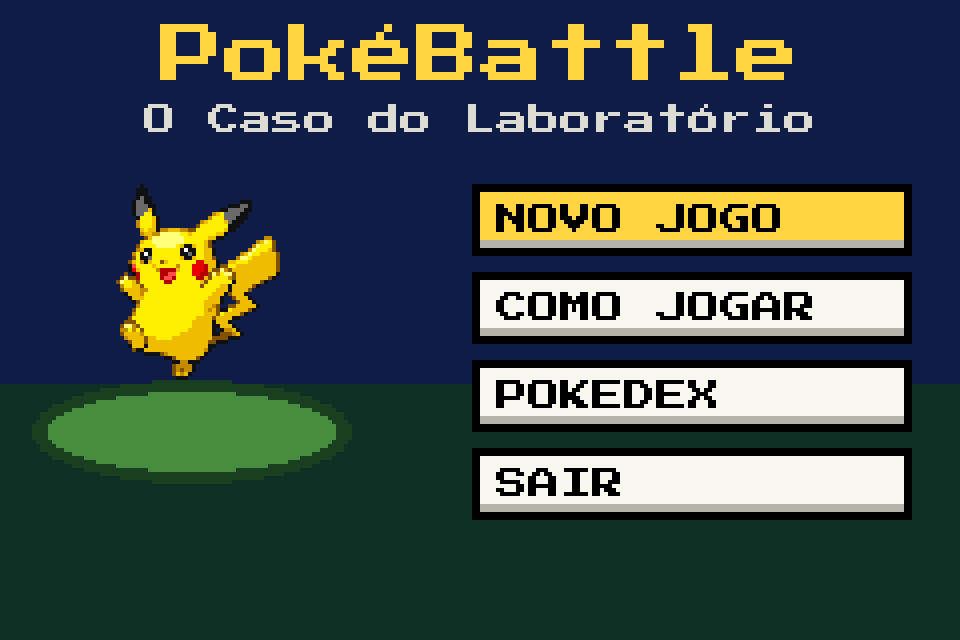 PokéBattle
O Caso do Laboratório
NOVO JOGO
COMO JOGAR
POKEDEX
SAIR